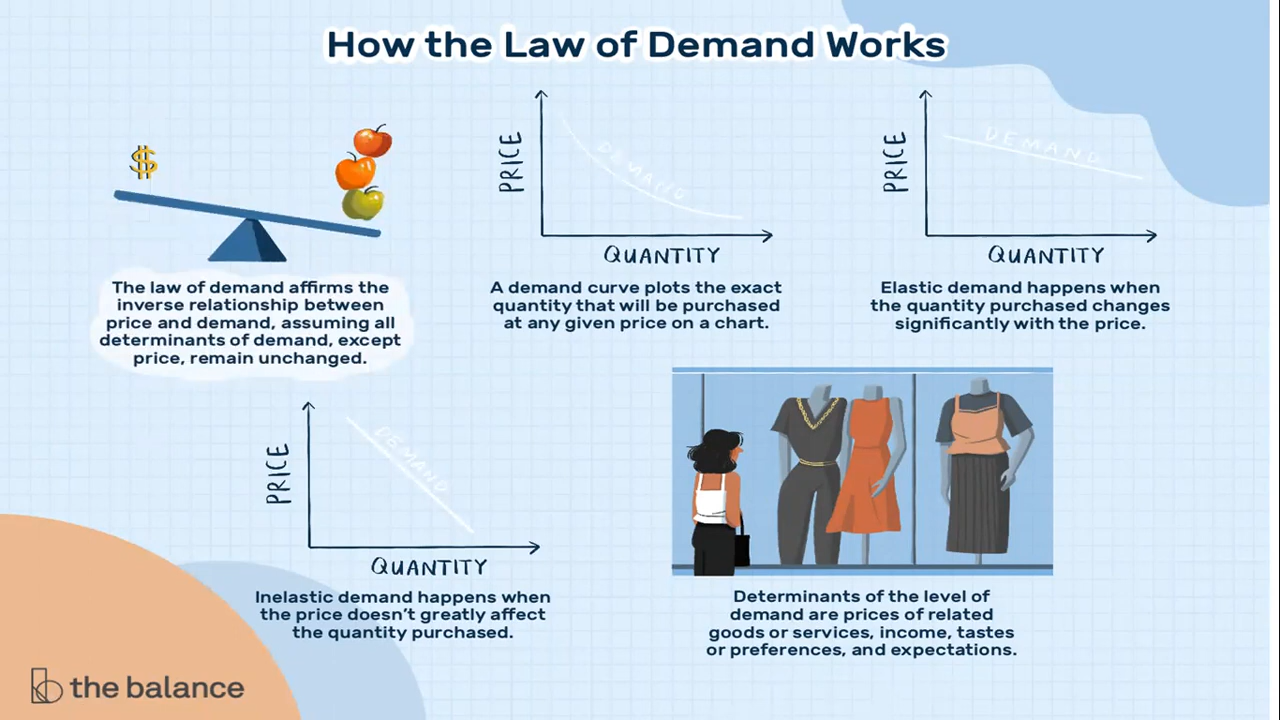 How the Law of Demand Works
$
The law of demand affirms the
inverse relationship between
price and demand, assuming all
determinants of demand, except
price, remain unchanged.
PRICE
DEMAND
QUANTITY
A demand curve plots the exact
quantity that will be purchased
at any given price on a chart.
PRICE
DEMAND
QUANTITY
Elastic demand happens when
the quantity purchased changes
significantly with the price.
PRICE
DEMAND
QUANTITY
Inelastic demand happens when
the price doesn't greatly affect
the quantity purchased.
Determinants of the level of
demand are prices of related
goods or services, income, tastes
or preferences, and expectations.
the balance